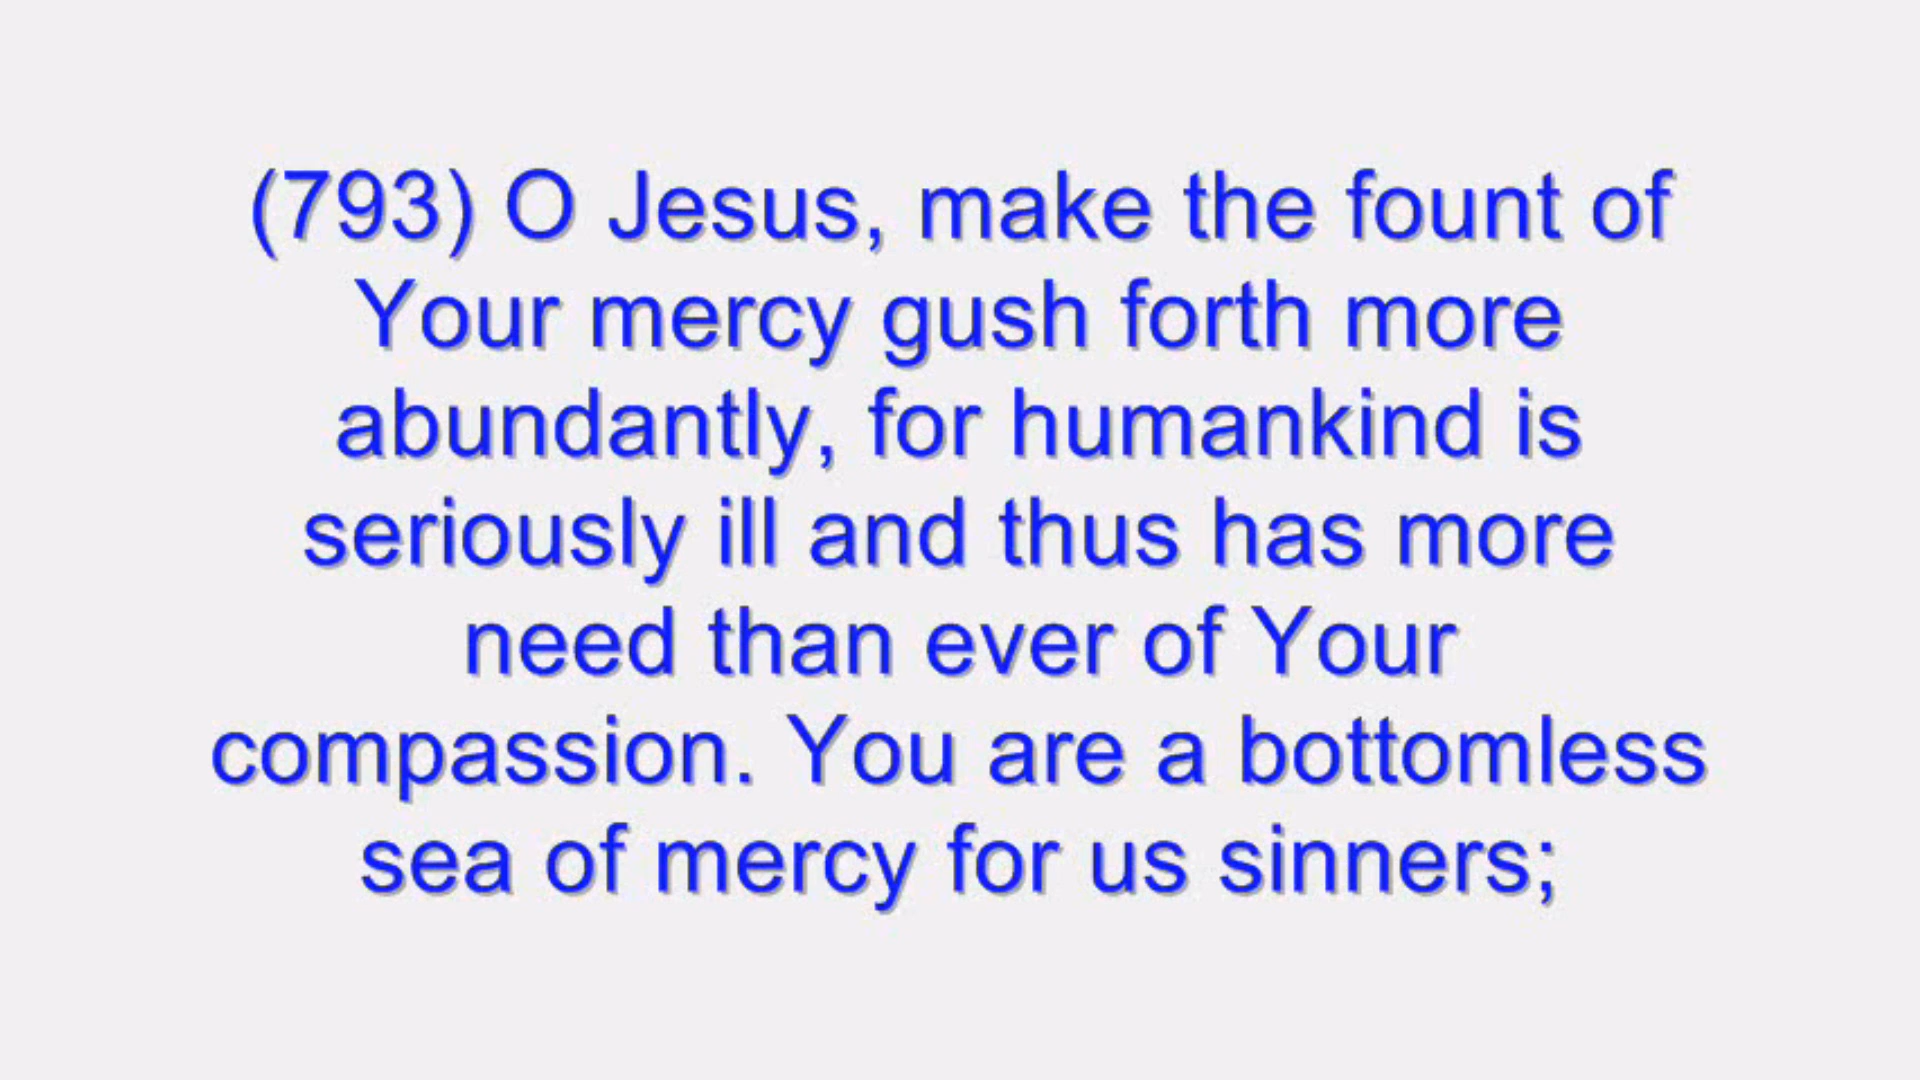 (793) O Jesus, make the fount of
Your mercy gush forth more
abundantly, for humankind is
seriously ill and thus has more
need than ever of Your
compassion. You are a bottomless
sea of mercy for us sinners;